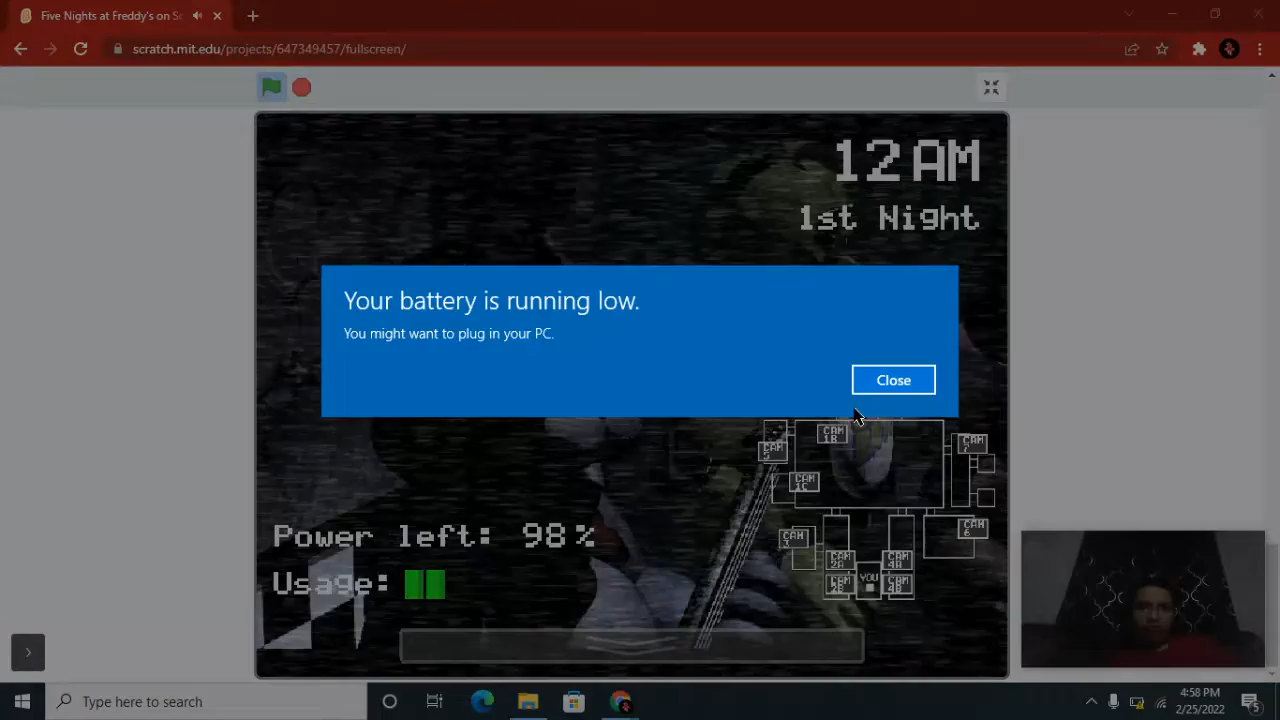 Five Nights at Freddy's on Sc
scratch.mit.edu/projects/647349457/fullscreen/
12 AM
1st Night
Your battery is running low.
You might want to plug in your PC.
Close
CAM 1B
CAM 5
CAM 7
CAM 1C
CAM 3
CAM 6
CAM 2A
CAM 4A
CAM 2B
YOU
CAM 4B
Power left: 98%
Usage:
Type here to search
4:58 PM
2/25/2022
5